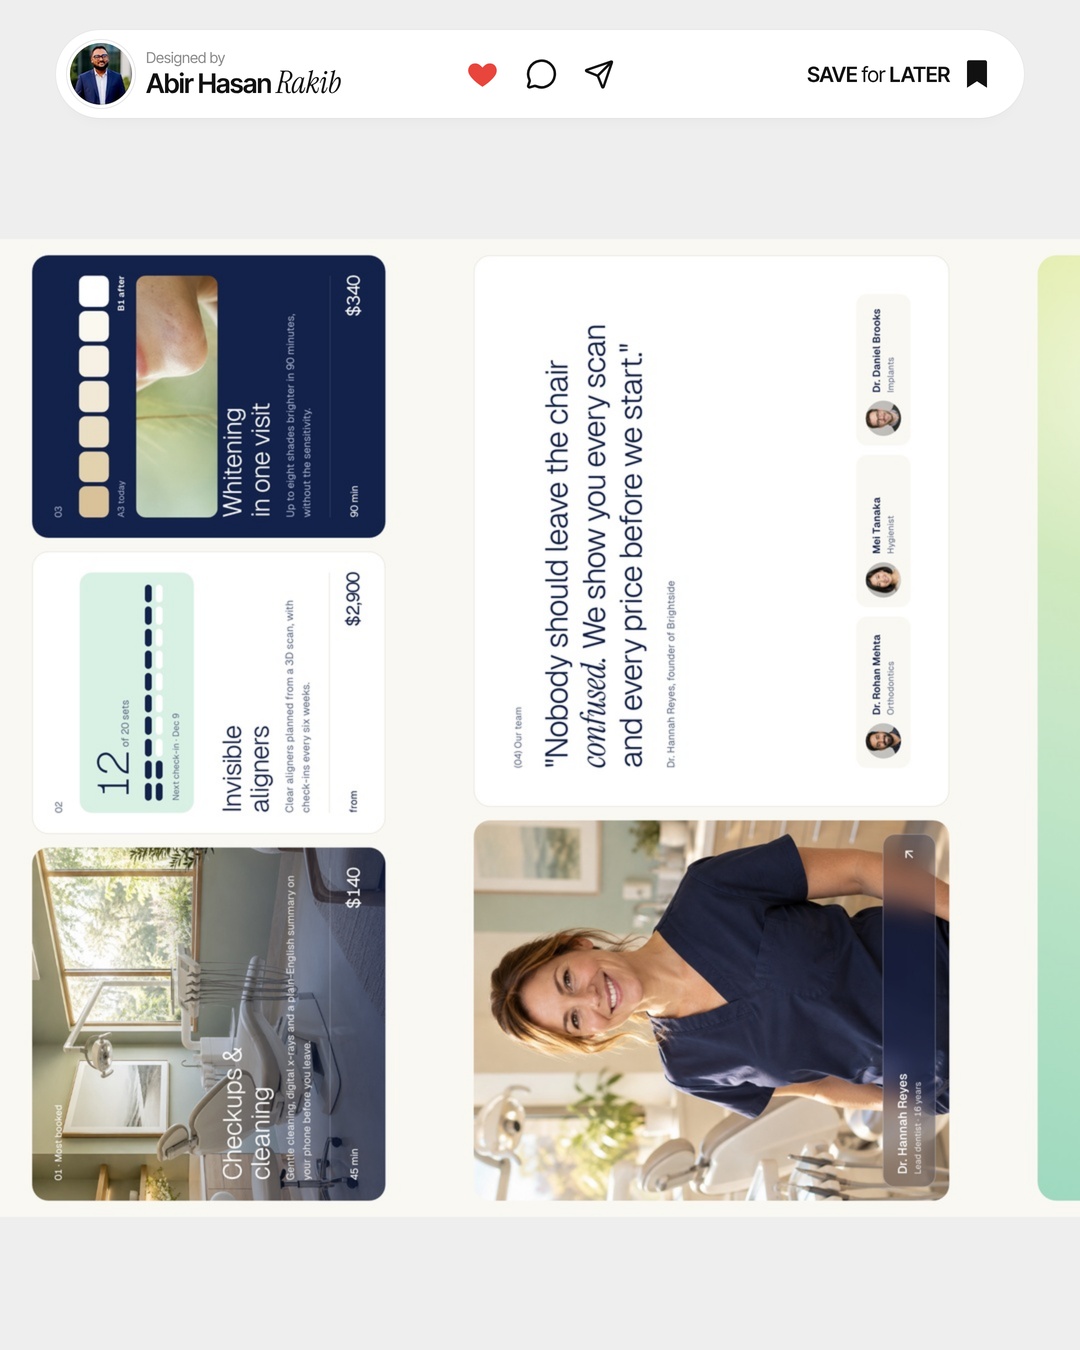 Designed by
Abir Hasan Rakib
SAVE for LATER
01 · Most booked
Checkups &
cleaning
Gentle cleaning, digital x-rays and a plain-English summary on
your phone before you leave.
45 min
$140
02
12 of 20 sets
Next check-in · Dec 9
Invisible
aligners
Clear aligners planned from a 3D scan, with
check-ins every six weeks.
from
$2,900
03
A3 today
B1 after
Whitening
in one visit
Up to eight shades brighter in 90 minutes,
without the sensitivity.
90 min
$340
Dr. Hannah Reyes
Lead dentist · 16 years
(04) Our team
"Nobody should leave the chair
confused. We show you every scan
and every price before we start."
Dr. Hannah Reyes, founder of Brightside
Dr. Rohan Mehta
Orthodontics
Mei Tanaka
Hygienist
Dr. Daniel Brooks
Implants